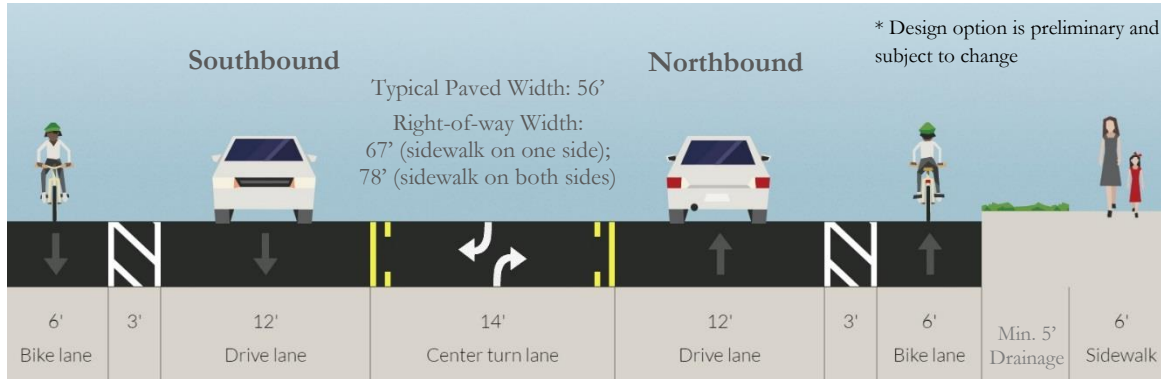 * Design option is preliminary and
subject to change
Southbound
Northbound
Typical Paved Width: 56’
Right-of-way Width:
67’ (sidewalk on one side);
78’ (sidewalk on both sides)
6'
Bike lane
3'
12'
Drive lane
14'
Center turn lane
12'
Drive lane
3'
6'
Bike lane
Min. 5’
Drainage
6'
Sidewalk